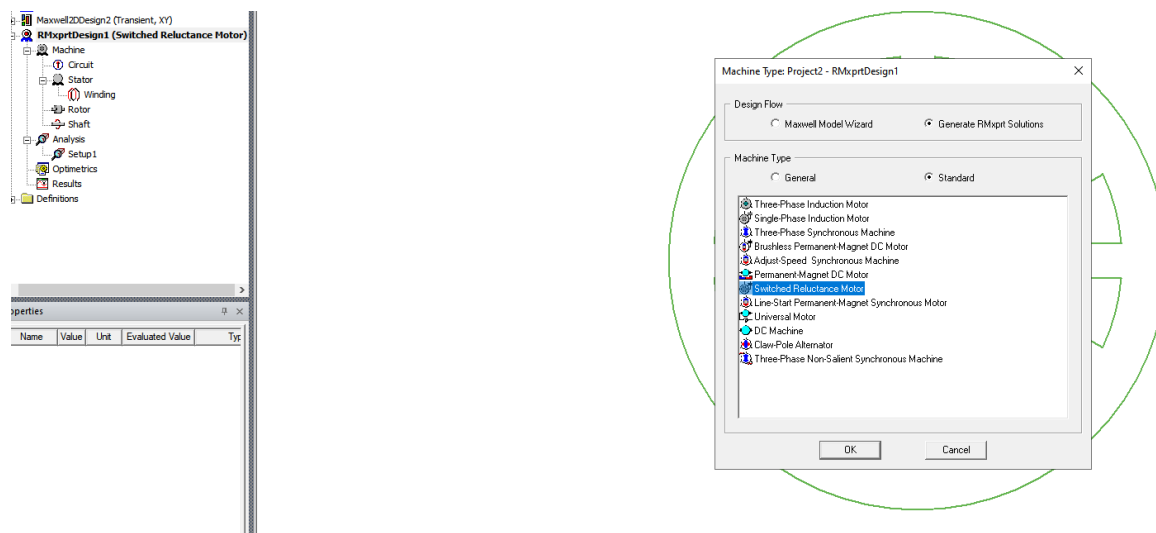 Maxwell2DDesign2 (Transient, XY)
RMxprtDesign1 (Switched Reluctance Motor)
Machine
Circuit
Stator
Winding
Rotor
Shaft
Analysis
Setup1
Optimetrics
Results
Definitions
operties
Name Value Unit Evaluated Value Typ
Machine Type: Project2 - RMxprtDesign1
Design Flow
Maxwell Model Wizard Generate RMxprt Solutions
Machine Type
General Standard
Three-Phase Induction Motor
Single-Phase Induction Motor
Three-Phase Synchronous Machine
Brushless Permanent-Magnet DC Motor
Adjust-Speed Synchronous Machine
Permanent-Magnet DC Motor
Switched Reluctance Motor
Line-Start Permanent-Magnet Synchronous Motor
Universal Motor
DC Machine
Claw-Pole Alternator
Three-Phase Non-Salient Synchronous Machine
OK Cancel